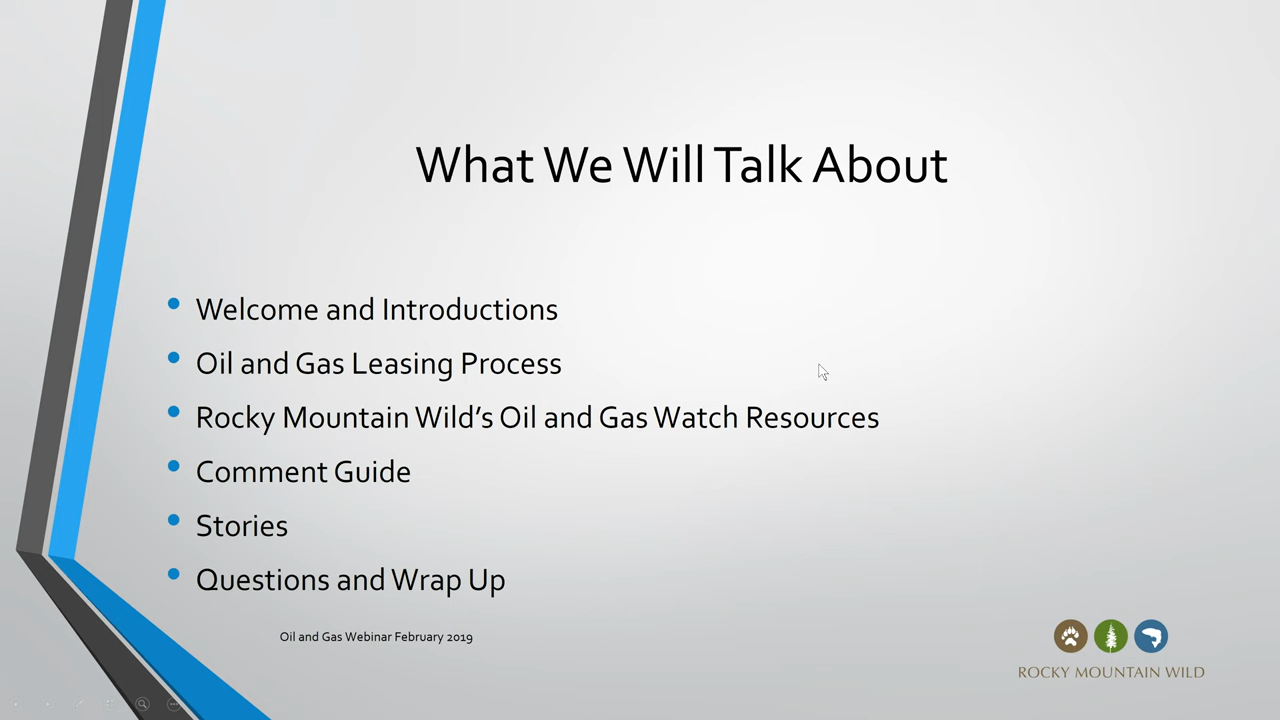 What We Will Talk About
Welcome and Introductions
Oil and Gas Leasing Process
Rocky Mountain Wild’s Oil and Gas Watch Resources
Comment Guide
Stories
Questions and Wrap Up
Oil and Gas Webinar February 2019
ROCKY MOUNTAIN WILD